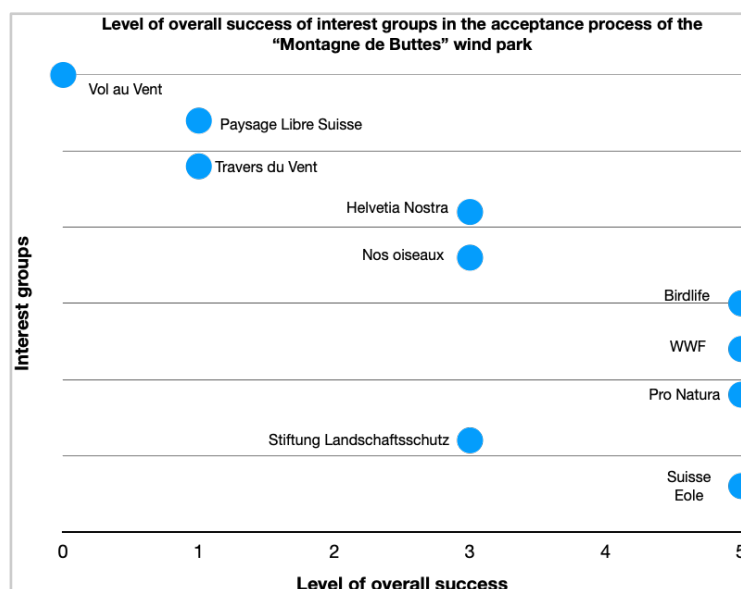 Level of overall success of interest groups in the acceptance process of the
“Montagne de Buttes” wind park
Vol au Vent
Paysage Libre Suisse
Travers du Vent
Helvetia Nostra
Nos oiseaux
Birdlife
WWF
Pro Natura
Stiftung Landschaftsschutz
Suisse
Eole
Interest groups
0 1 2 3 4 5
Level of overall success